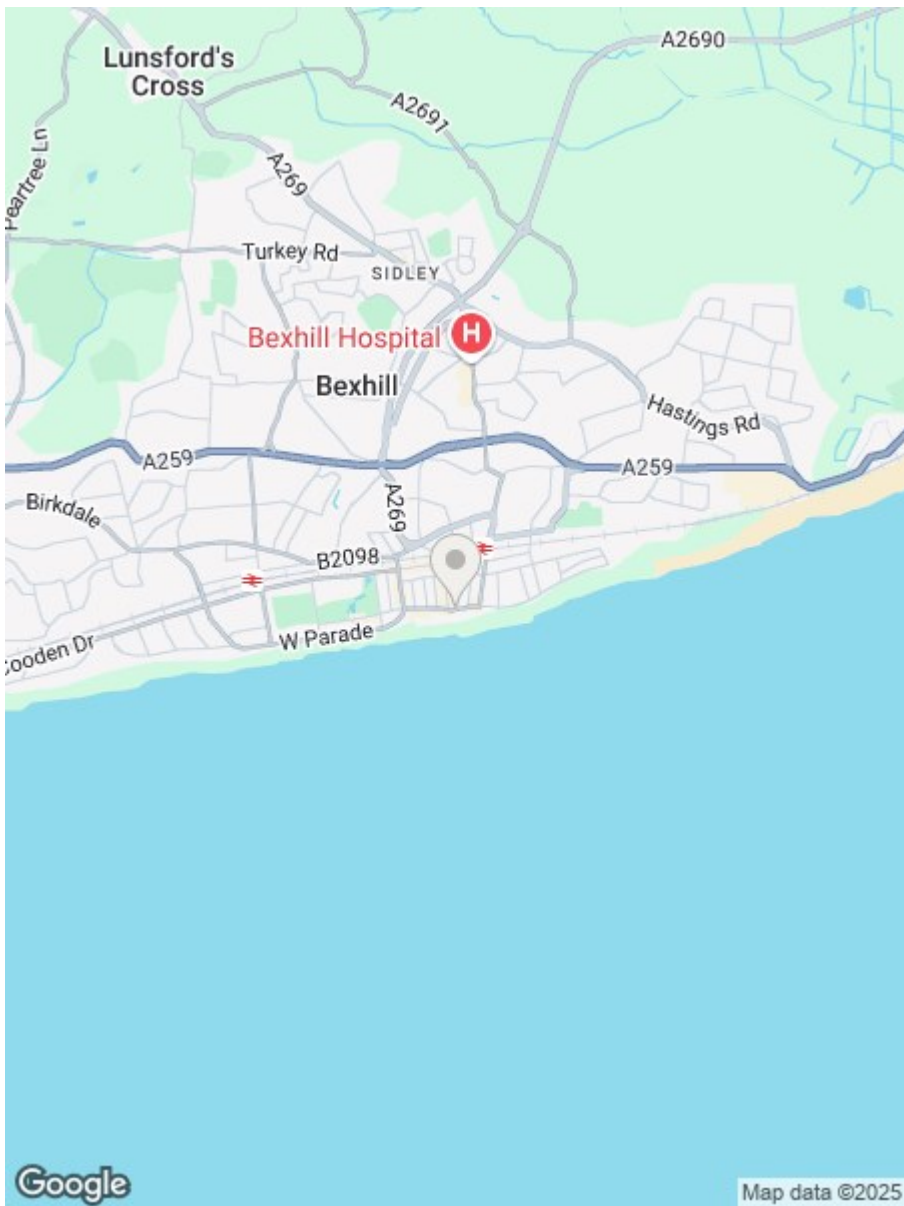 Lunsford's
Cross
A2690
A2691
Peartree Ln
A269
Turkey Rd
SIDLEY
Bexhill Hospital
H
Bexhill
Hastings Rd
A259
A259
Birkdale
A269
B2098
W Parade
Cooden Dr
Google
Map data ©2025